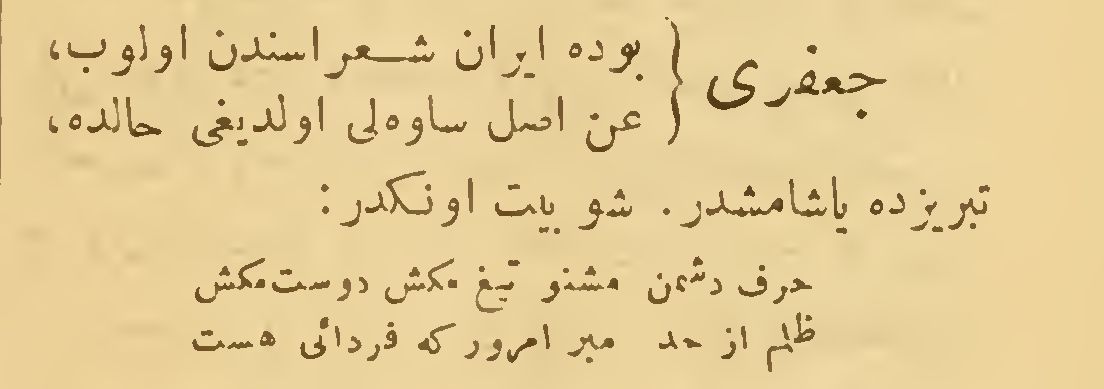 جعفری { بوده ایران شعراسندن اولوب،
عن اصل ساوه‌لی اولدیغی حالده،
تبریزده یاشامشدر. شو بیت اونکدر:
حرف دشمن مشنو تیغ مکش دوست مکش
ظلم از حد مبر امرور که فردائی هست